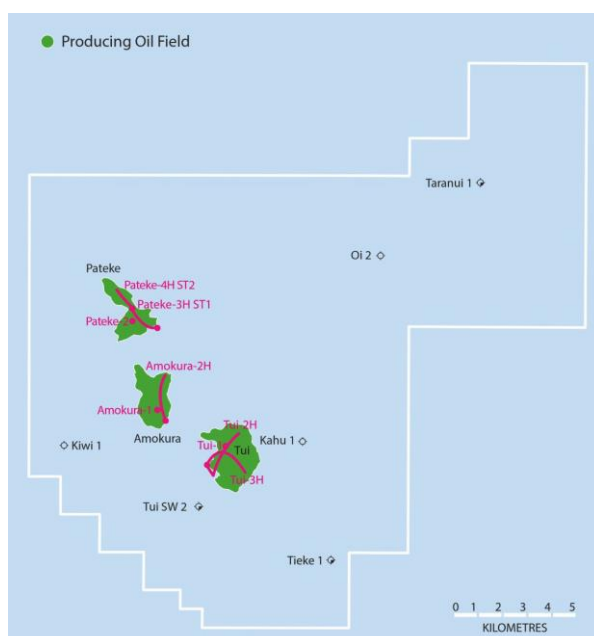 Producing Oil Field
Taranui 1
Oi 2
Pateke
Pateke-4H ST2
Pateke-3H ST1
Pateke-2
Amokura-2H
Amokura-1
Amokura
Kiwi 1
Tui-2H
Kahu 1
Tui-1
Tui
Tui-3H
Tui SW 2
Tieke 1
0 1 2 3 4 5
KILOMETRES